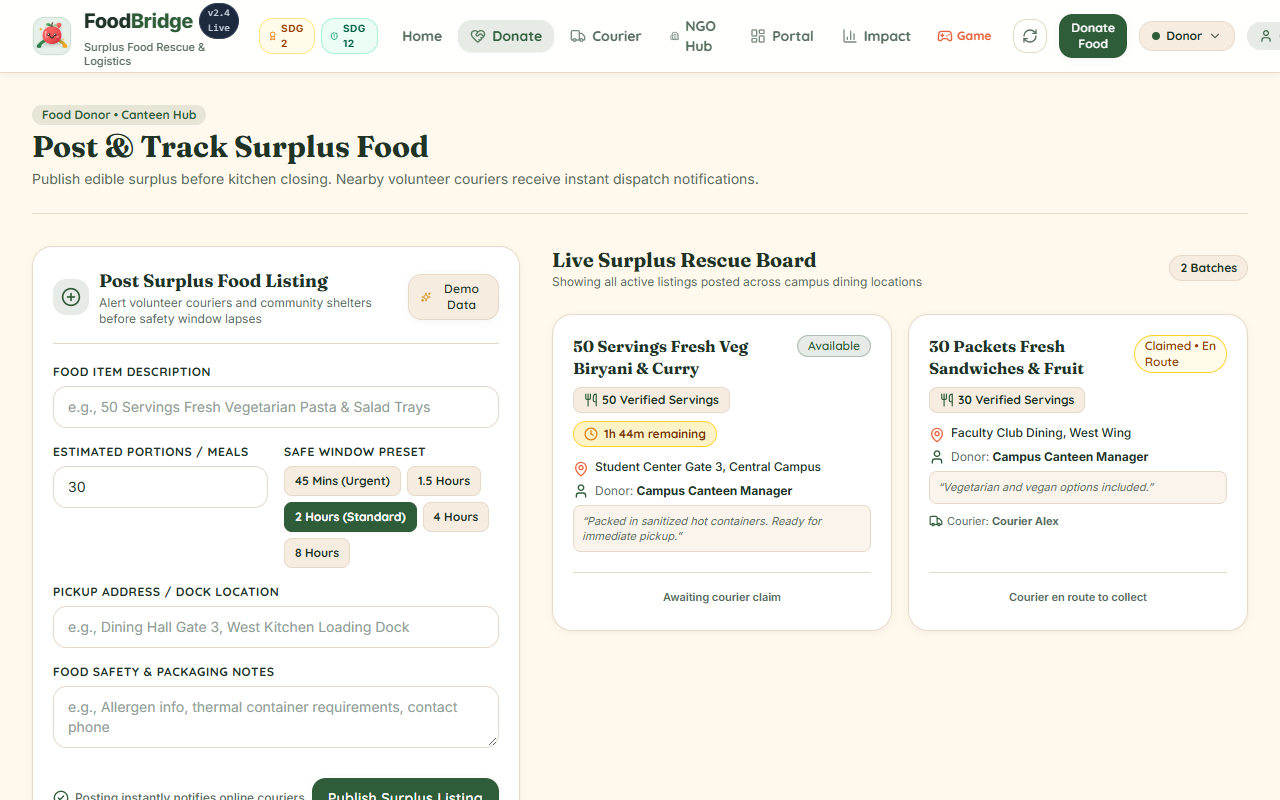 FoodBridge
v2.4
Live
Surplus Food Rescue &
Logistics
SDG
2
SDG
12
Home
Donate
Courier
NGO
Hub
Portal
Impact
Game
Donate
Food
Donor
Food Donor • Canteen Hub
Post & Track Surplus Food
Publish edible surplus before kitchen closing. Nearby volunteer couriers receive instant dispatch notifications.
Post Surplus Food Listing
Alert volunteer couriers and community shelters
before safety window lapses
Demo
Data
FOOD ITEM DESCRIPTION
e.g., 50 Servings Fresh Vegetarian Pasta & Salad Trays
ESTIMATED PORTIONS / MEALS
30
SAFE WINDOW PRESET
45 Mins (Urgent)
1.5 Hours
2 Hours (Standard)
4 Hours
8 Hours
PICKUP ADDRESS / DOCK LOCATION
e.g., Dining Hall Gate 3, West Kitchen Loading Dock
FOOD SAFETY & PACKAGING NOTES
e.g., Allergen info, thermal container requirements, contact
phone
Posting instantly notifies online couriers
Publish Surplus Listing
Live Surplus Rescue Board
Showing all active listings posted across campus dining locations
2 Batches
50 Servings Fresh Veg
Biryani & Curry
Available
50 Verified Servings
1h 44m remaining
Student Center Gate 3, Central Campus
Donor: Campus Canteen Manager
“Packed in sanitized hot containers. Ready for
immediate pickup.”
Awaiting courier claim
30 Packets Fresh
Sandwiches & Fruit
Claimed • En
Route
30 Verified Servings
Faculty Club Dining, West Wing
Donor: Campus Canteen Manager
“Vegetarian and vegan options included.”
Courier: Courier Alex
Courier en route to collect